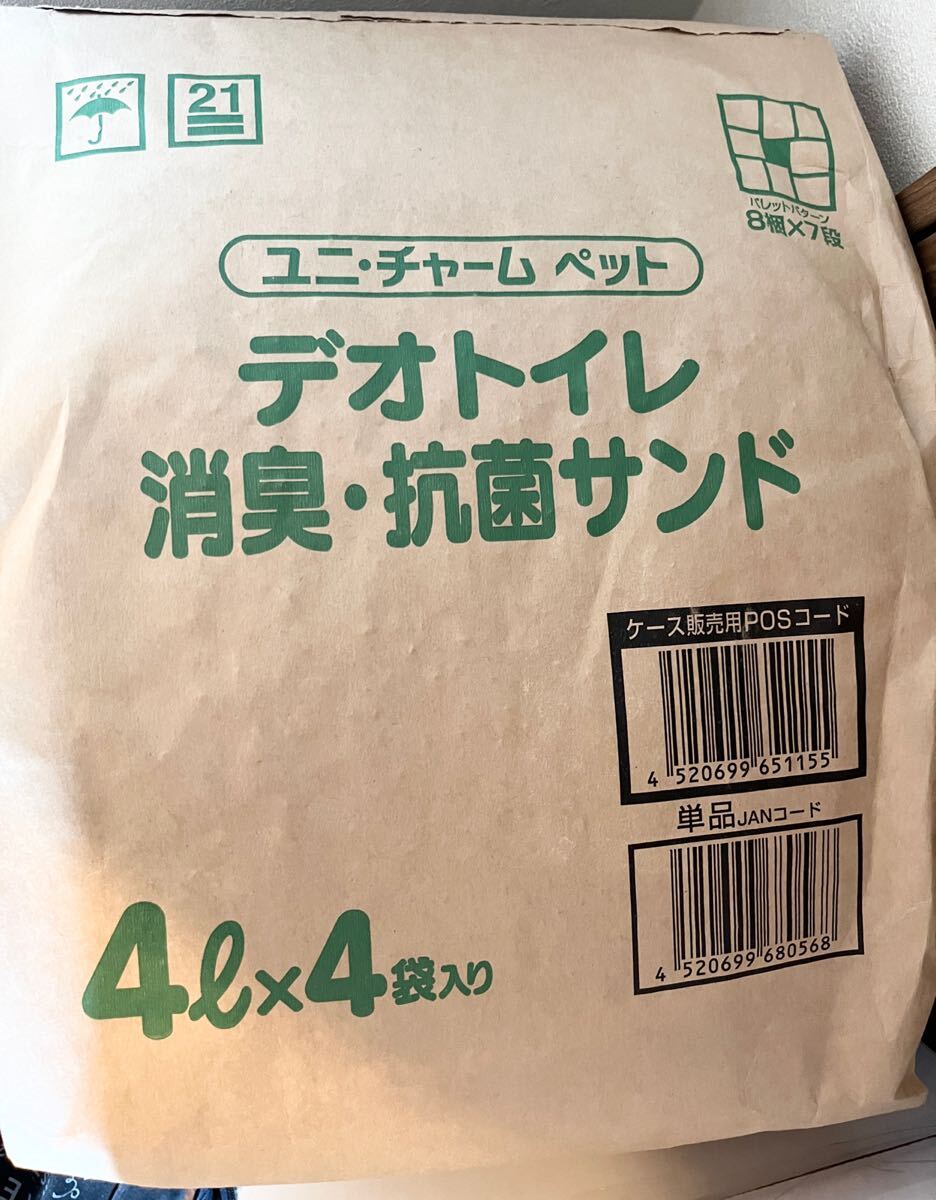 21
パレットパターン
8梱×7段
ユニ・チャーム ペット
デオトイレ
消臭・抗菌サンド
ケース販売用POSコード
4 520699 651155
単品JANコード
4 520699 680568
4ℓ×4袋入り